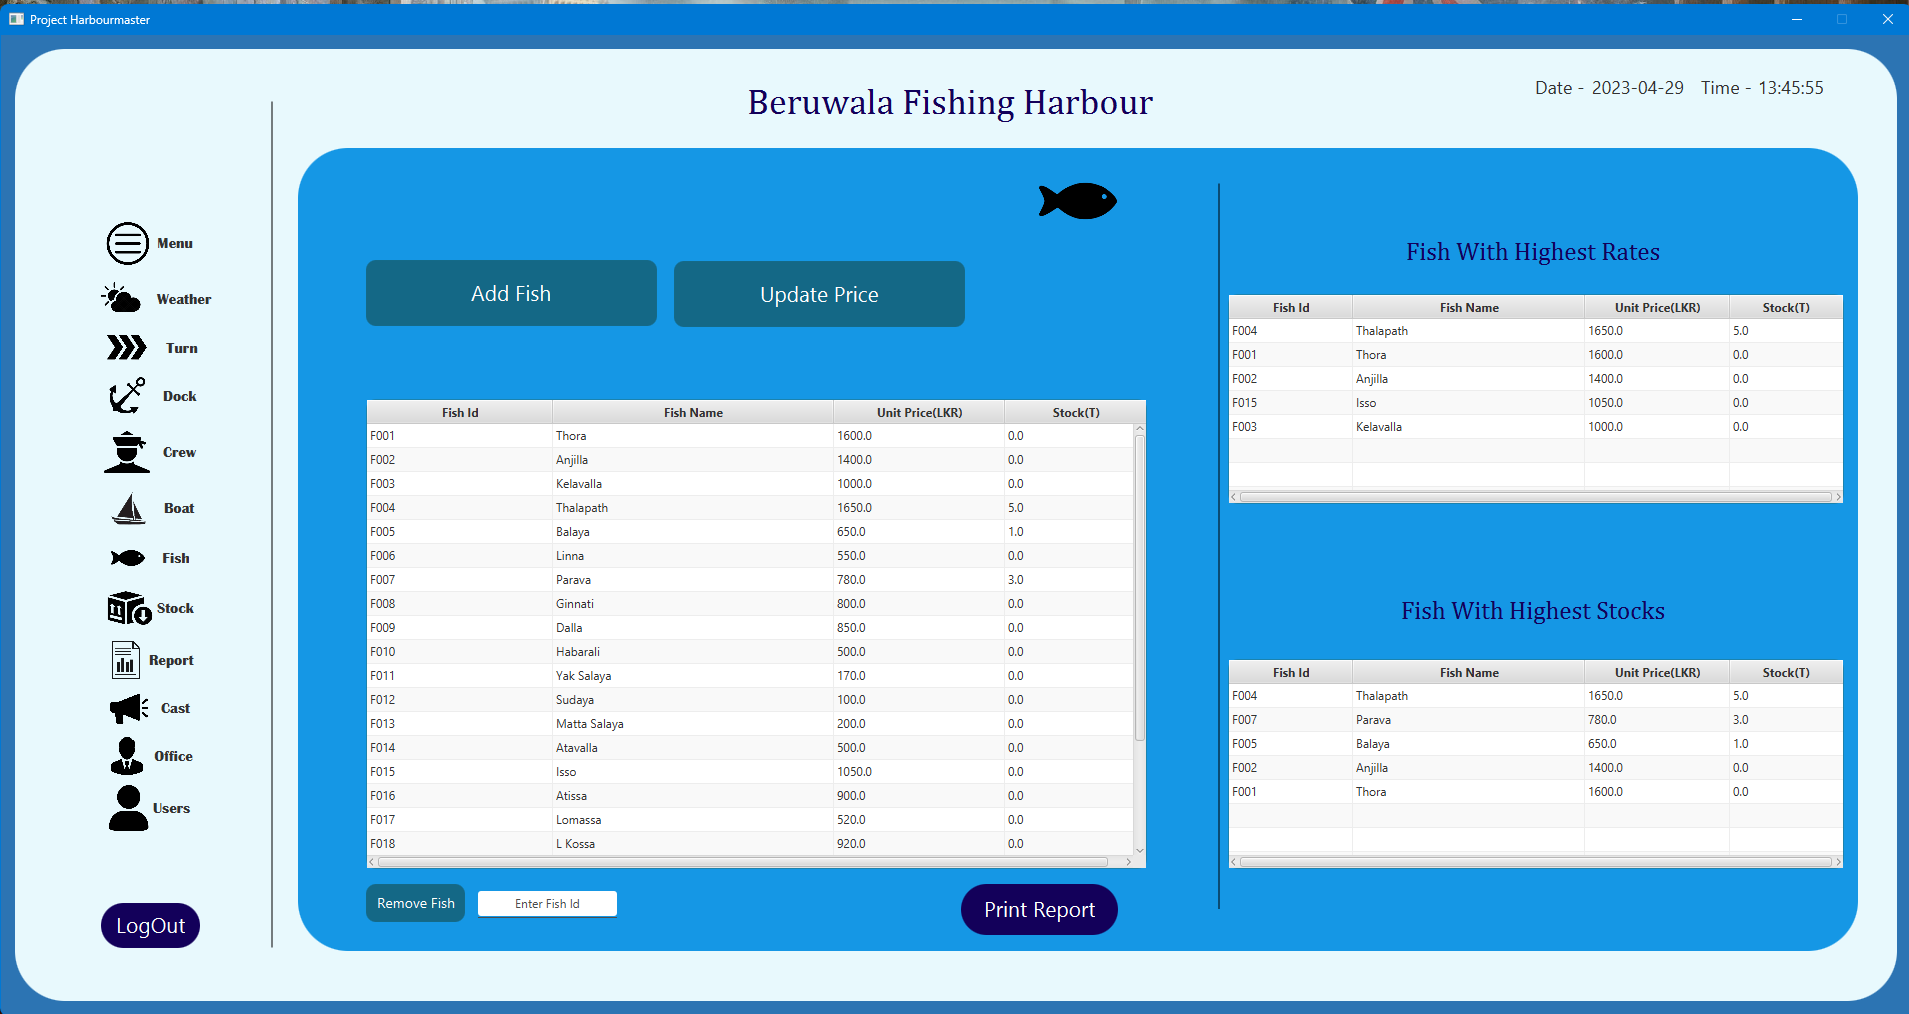 Project Harbourmaster
Beruwala Fishing Harbour
Date - 2023-04-29 Time - 13:45:55
Menu
Weather
Turn
Dock
Crew
Boat
Fish
Stock
Report
Cast
Office
Users
LogOut
Add Fish
Update Price
Fish Id Fish Name Unit Price(LKR) Stock(T)
F001 Thora 1600.0 0.0
F002 Anjilla 1400.0 0.0
F003 Kelavalla 1000.0 0.0
F004 Thalapath 1650.0 5.0
F005 Balaya 650.0 1.0
F006 Linna 550.0 0.0
F007 Parava 780.0 3.0
F008 Ginnati 800.0 0.0
F009 Dalla 850.0 0.0
F010 Habarali 500.0 0.0
F011 Yak Salaya 170.0 0.0
F012 Sudaya 100.0 0.0
F013 Matta Salaya 200.0 0.0
F014 Atavalla 500.0 0.0
F015 Isso 1050.0 0.0
F016 Atissa 900.0 0.0
F017 Lomassa 520.0 0.0
F018 L Kossa 920.0 0.0
Remove Fish
Enter Fish Id
Print Report
Fish With Highest Rates
Fish Id Fish Name Unit Price(LKR) Stock(T)
F004 Thalapath 1650.0 5.0
F001 Thora 1600.0 0.0
F002 Anjilla 1400.0 0.0
F015 Isso 1050.0 0.0
F003 Kelavalla 1000.0 0.0
Fish With Highest Stocks
Fish Id Fish Name Unit Price(LKR) Stock(T)
F004 Thalapath 1650.0 5.0
F007 Parava 780.0 3.0
F005 Balaya 650.0 1.0
F002 Anjilla 1400.0 0.0
F001 Thora 1600.0 0.0